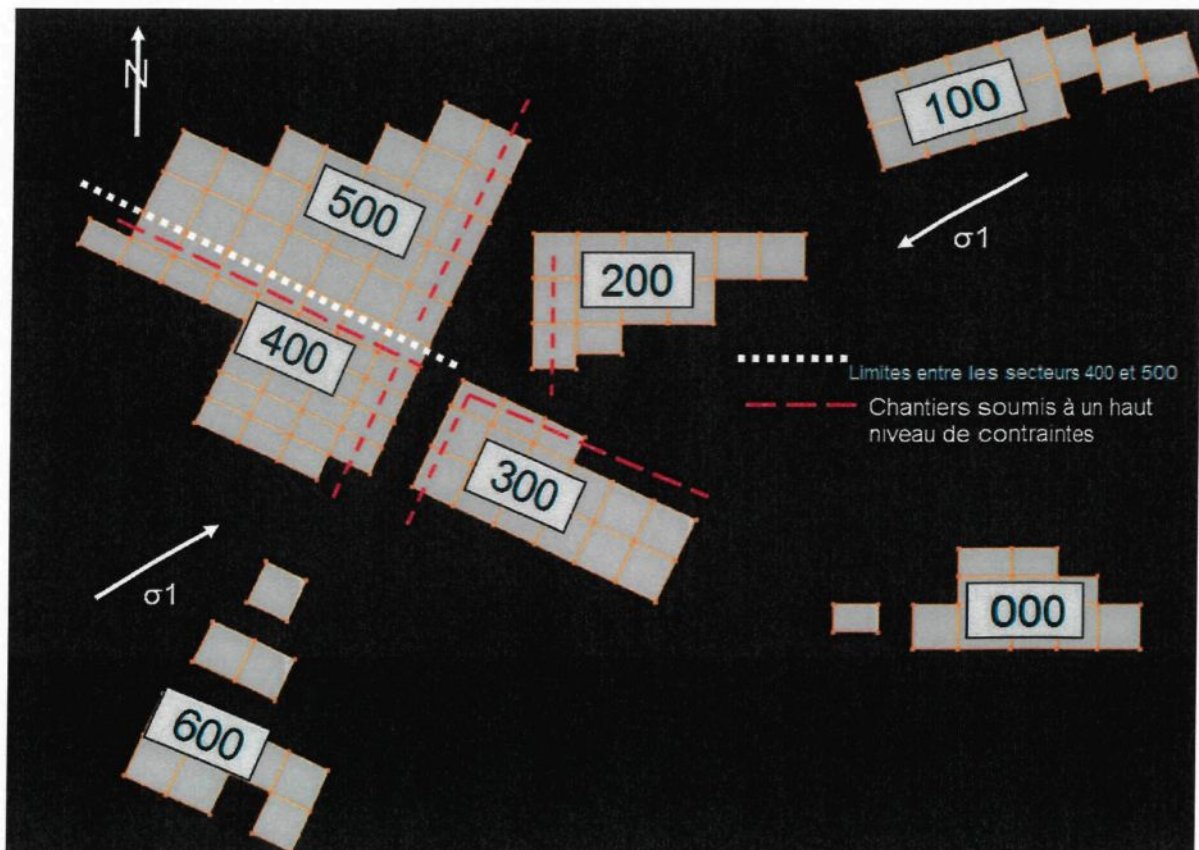 N
100
σ1
500
200
400
Limites entre les secteurs 400 et 500
Chantiers soumis à un haut
niveau de contraintes
300
σ1
000
600